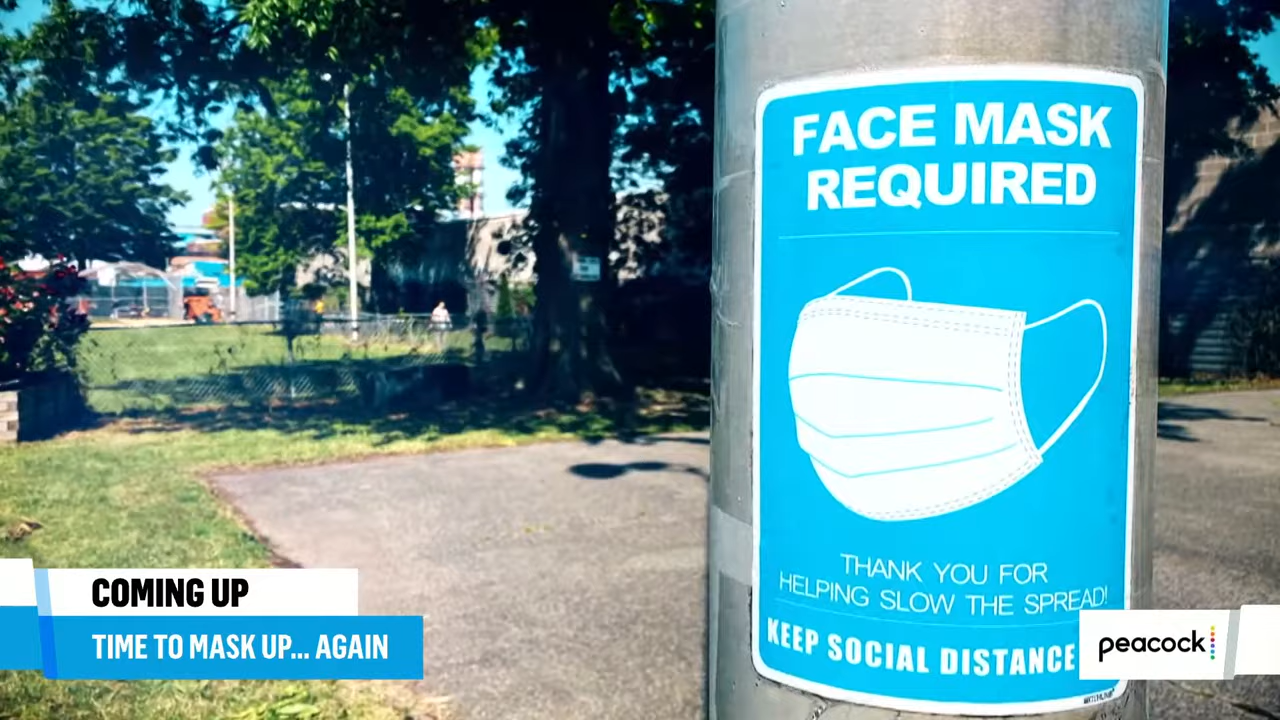 FACE MASK
REQUIRED
THANK YOU FOR
HELPING SLOW THE SPREAD!
KEEP SOCIAL DISTANCE
COMING UP
TIME TO MASK UP... AGAIN
peacock